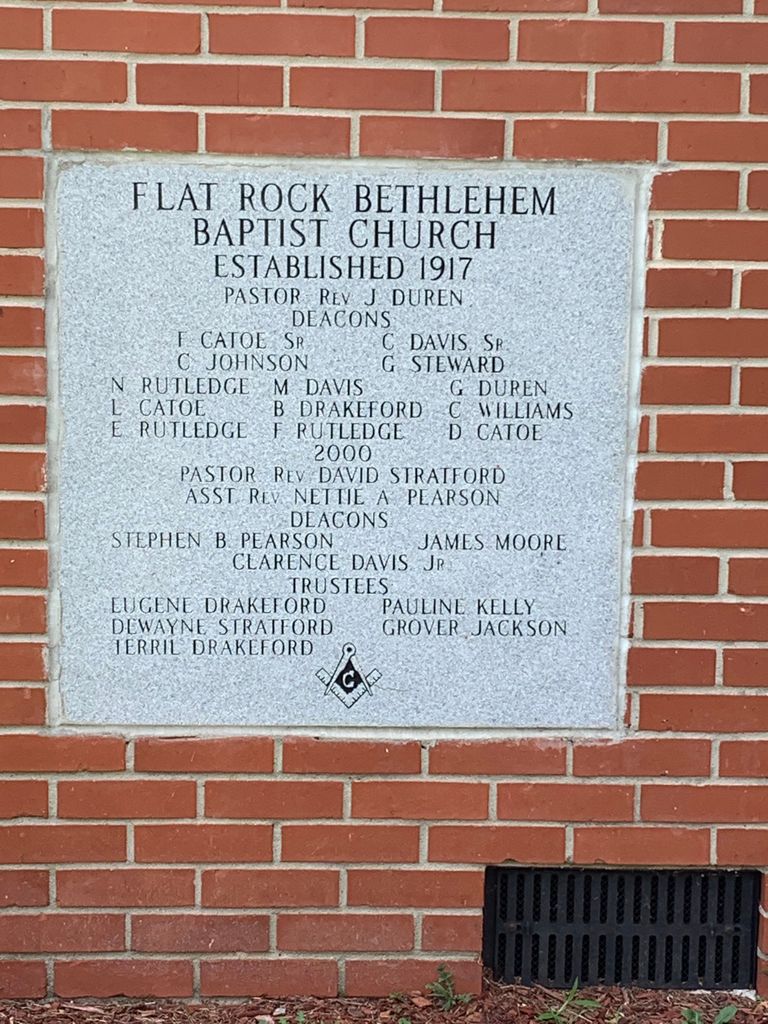 FLAT ROCK BETHLEHEM
BAPTIST CHURCH
ESTABLISHED 1917
PASTOR REV J DUREN
DEACONS
F CATOE SR C DAVIS SR
C JOHNSON G STEWARD
N RUTLEDGE M DAVIS G DUREN
L CATOE B DRAKEFORD C WILLIAMS
E RUTLEDGE F RUTLEDGE D CATOE
2000
PASTOR REV DAVID STRATFORD
ASST REV NETTIE A PEARSON
DEACONS
STEPHEN B PEARSON JAMES MOORE
CLARENCE DAVIS JR
TRUSTEES
EUGENE DRAKEFORD PAULINE KELLY
DEWAYNE STRATFORD GROVER JACKSON
TERRIL DRAKEFORD
G